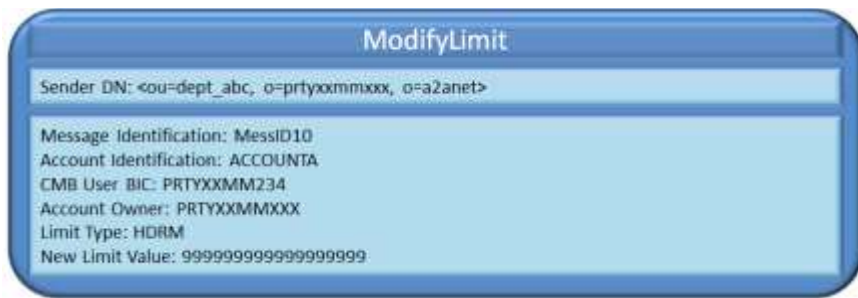 ModifyLimit
Sender DN: <ou=dept_abc, o=prtyxxmmxxx, o=a2anet>
Message Identification: MessID10
Account Identification: ACCOUNTA
CMB User BIC: PRTYXXMM234
Account Owner: PRTYXXMMXXX
Limit Type: HDRM
New Limit Value: 999999999999999999